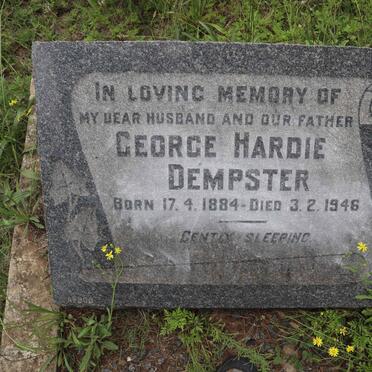 IN LOVING MEMORY OF
MY DEAR HUSBAND AND OUR FATHER
GEORGE HARDIE
DEMPSTER
BORN 17.4.1884-DIED 3.2.1946
GENTLY SLEEPING